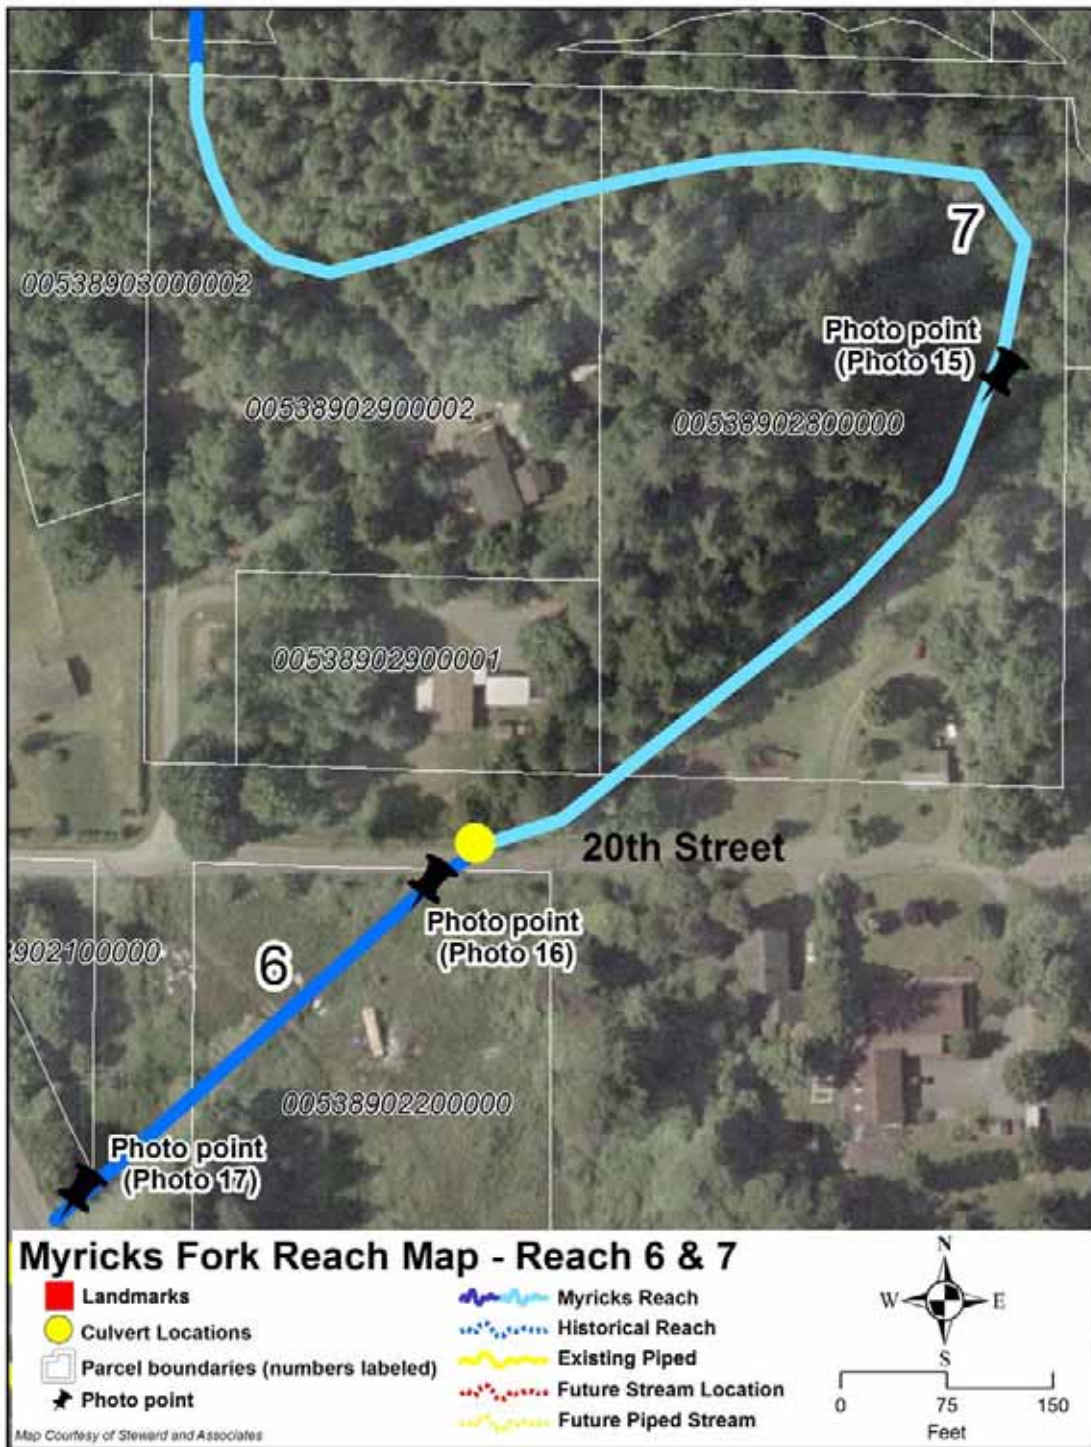 7
00538903000002
Photo point
(Photo 15)
00538902900002
00538902800000
00538902900001
20th Street
Photo point
(Photo 16)
8902100000
6
00538902200000
Photo point
(Photo 17)
Myricks Fork Reach Map - Reach 6 & 7
Landmarks
Culvert Locations
Parcel boundaries (numbers labeled)
Photo point
Myricks Reach
Historical Reach
Existing Piped
Future Stream Location
Future Piped Stream
N
W E
S
0 75 150
Feet
Map Courtesy of Steward and Associates